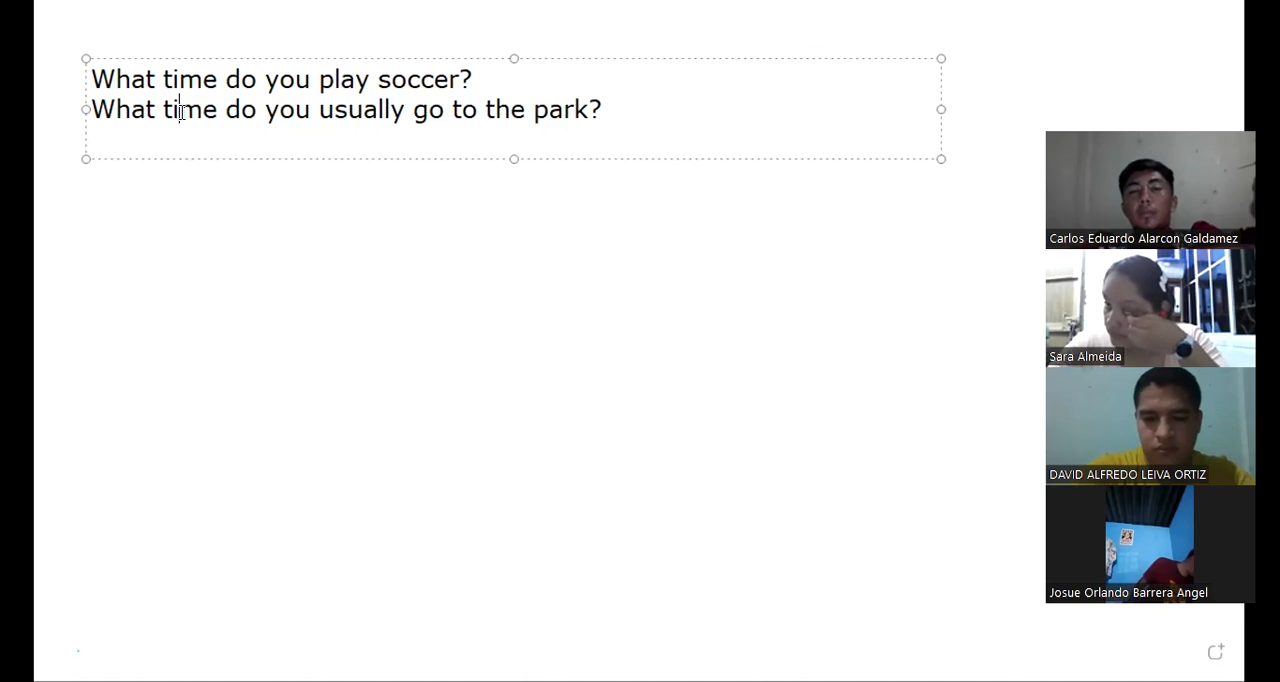 What time do you play soccer?
What time do you usually go to the park?
Carlos Eduardo Alarcon Galdamez
Sara Almeida
DAVID ALFREDO LEIVA ORTIZ
Josue Orlando Barrera Angel